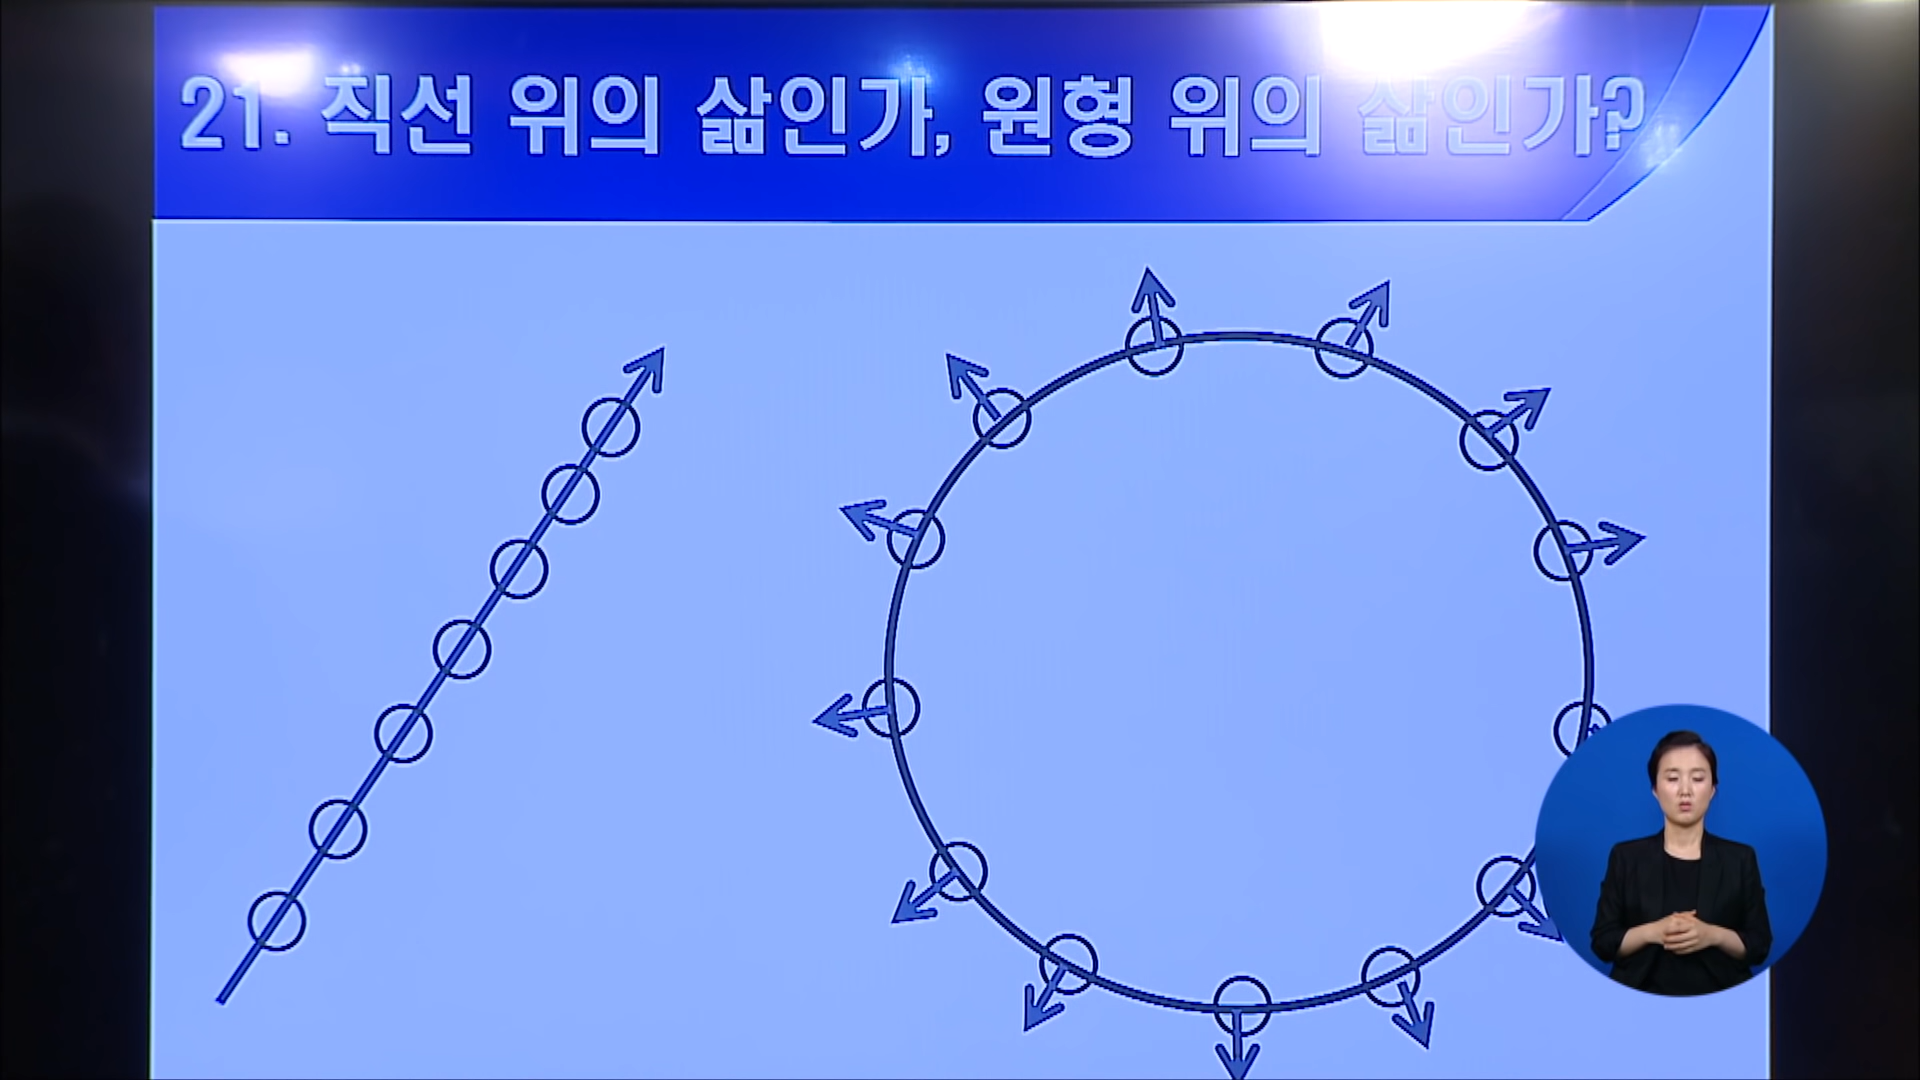 21. 직선 위의 삶인가, 원형 위의 삶인가?